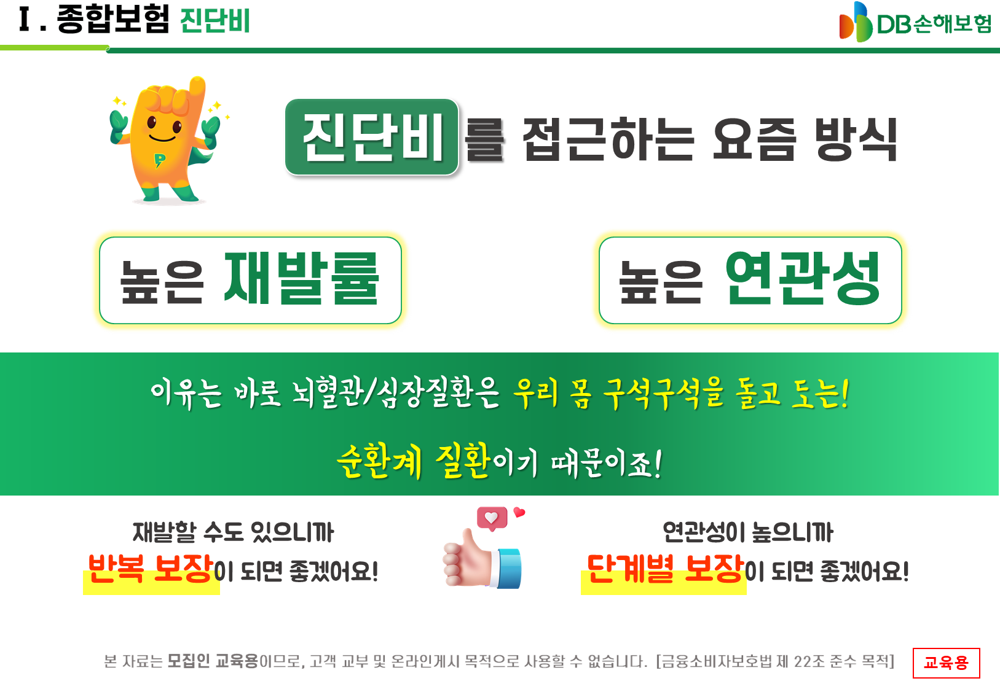 Ⅰ. 종합보험 진단비
DB손해보험
P
진단비를 접근하는 요즘 방식
높은 재발률
높은 연관성
이유는 바로 뇌혈관/심장질환은 우리 몸 구석구석을 돌고 도는!
순환계 질환이기 때문이죠!
재발할 수도 있으니까
반복 보장이 되면 좋겠어요!
연관성이 높으니까
단계별 보장이 되면 좋겠어요!
본 자료는 모집인 교육용이므로, 고객 교부 및 온라인게시 목적으로 사용할 수 없습니다. [금융소비자보호법 제 22조 준수 목적]
교육용